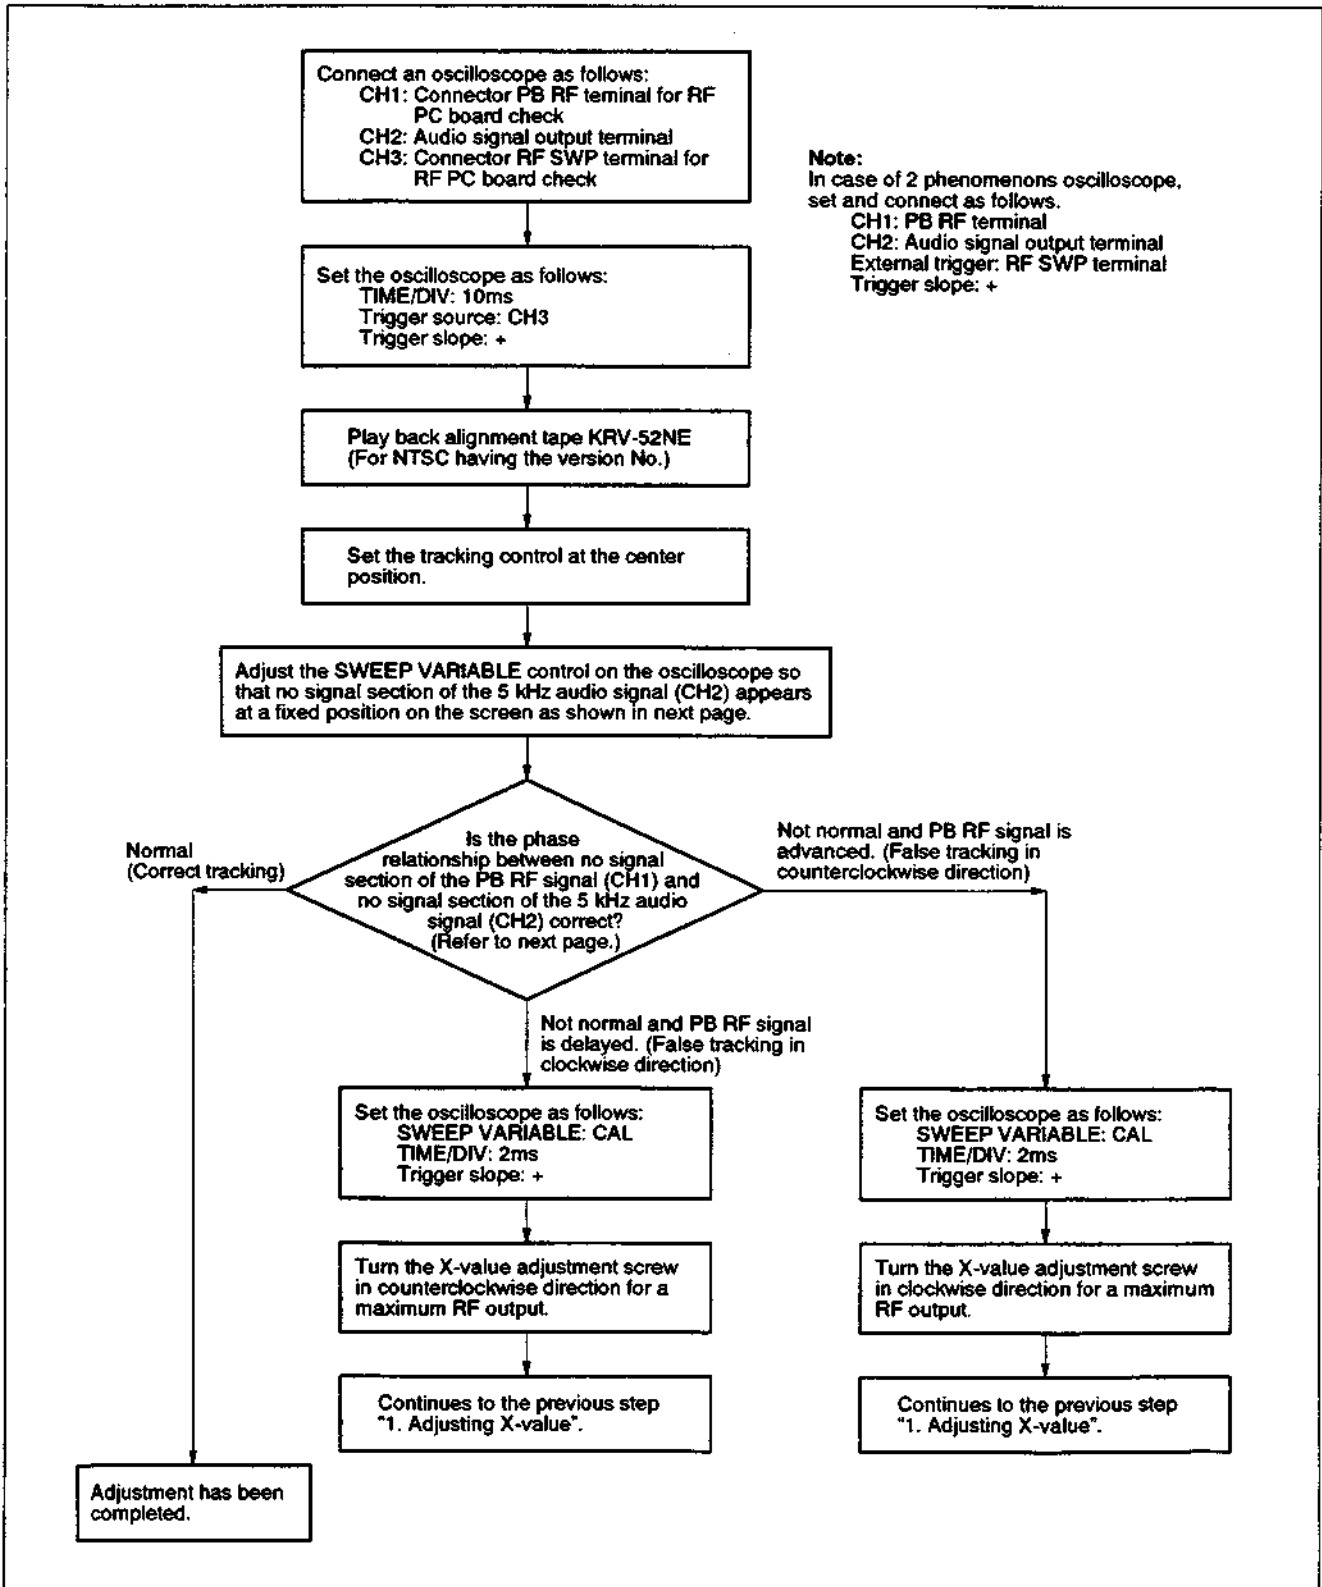 Connect an oscilloscope as follows:
CH1: Connector PB RF teminal for RF
PC board check
CH2: Audio signal output terminal
CH3: Connector RF SWP terminal for
RF PC board check
Note:
In case of 2 phenomenons oscilloscope,
set and connect as follows.
CH1: PB RF terminal
CH2: Audio signal output terminal
External trigger: RF SWP terminal
Trigger slope: +
Set the oscilloscope as follows:
TIME/DIV: 10ms
Trigger source: CH3
Trigger slope: +
Play back alignment tape KRV-52NE
(For NTSC having the version No.)
Set the tracking control at the center
position.
Adjust the SWEEP VARIABLE control on the oscilloscope so
that no signal section of the 5 kHz audio signal (CH2) appears
at a fixed position on the screen as shown in next page.
Is the phase
relationship between no signal
section of the PB RF signal (CH1) and
no signal section of the 5 kHz audio
signal (CH2) correct?
(Refer to next page.)
Normal
(Correct tracking)
Not normal and PB RF signal is
advanced. (False tracking in
counterclockwise direction)
Not normal and PB RF signal
is delayed. (False tracking in
clockwise direction)
Set the oscilloscope as follows:
SWEEP VARIABLE: CAL
TIME/DIV: 2ms
Trigger slope: +
Set the oscilloscope as follows:
SWEEP VARIABLE: CAL
TIME/DIV: 2ms
Trigger slope: +
Turn the X-value adjustment screw
in counterclockwise direction for a
maximum RF output.
Turn the X-value adjustment screw
in clockwise direction for a maximum
RF output.
Continues to the previous step
"1. Adjusting X-value".
Continues to the previous step
"1. Adjusting X-value".
Adjustment has been
completed.